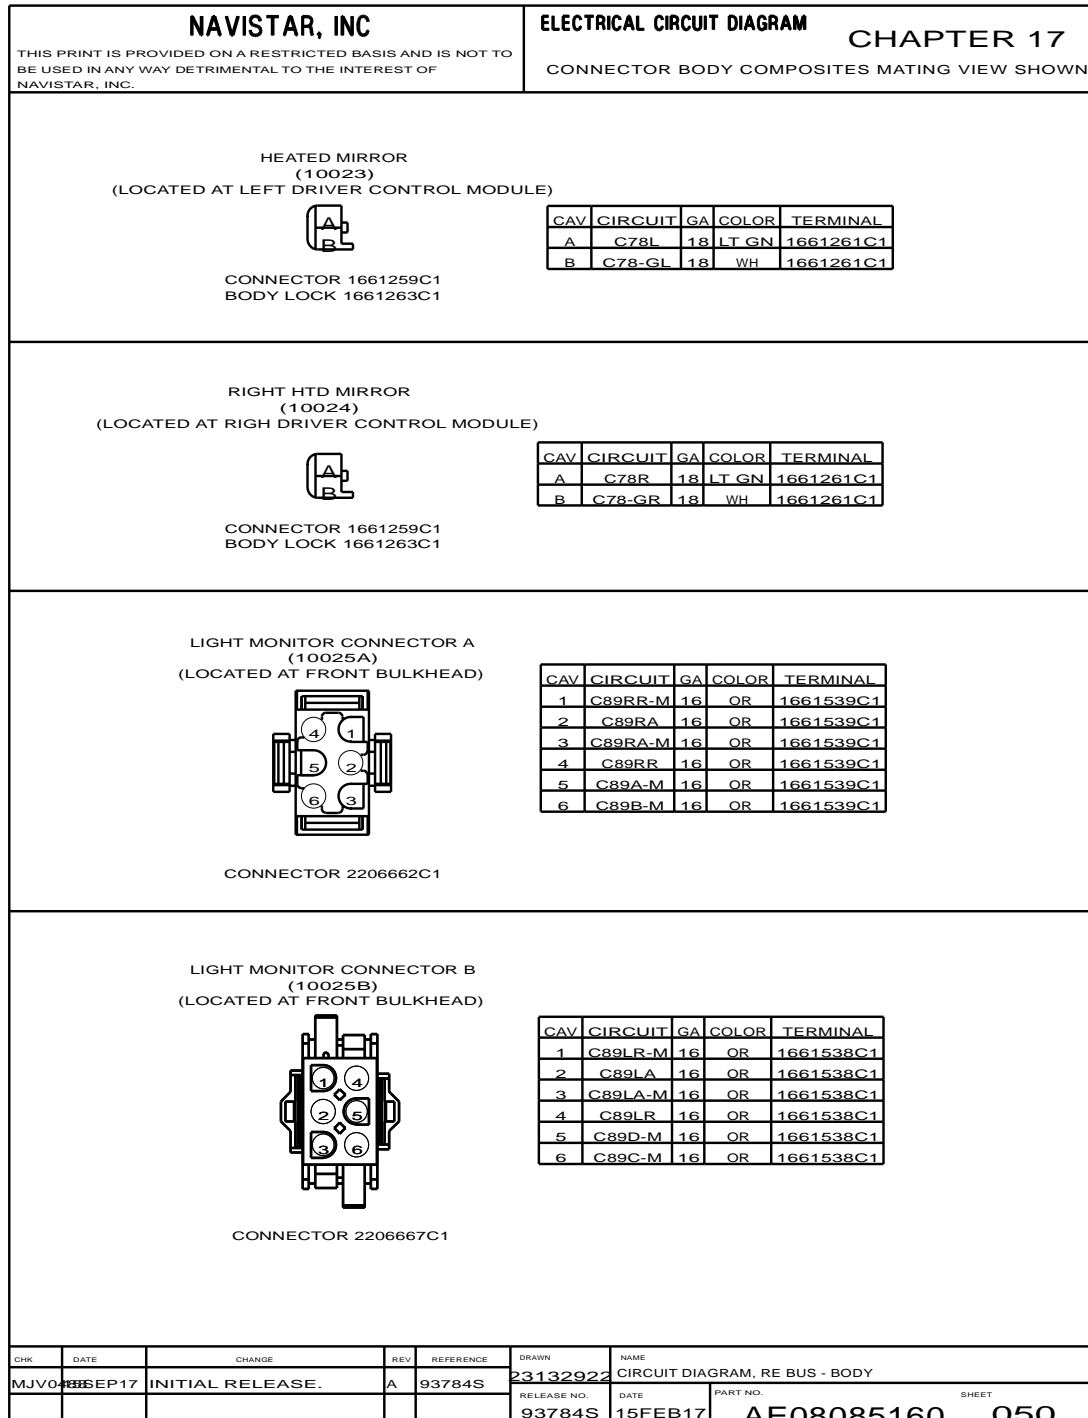 NAVISTAR, INC
THIS PRINT IS PROVIDED ON A RESTRICTED BASIS AND IS NOT TO
BE USED IN ANY WAY DETRIMENTAL TO THE INTEREST OF
NAVISTAR, INC.
ELECTRICAL CIRCUIT DIAGRAM
CHAPTER 17
CONNECTOR BODY COMPOSITES MATING VIEW SHOWN
HEATED MIRROR
(10023)
(LOCATED AT LEFT DRIVER CONTROL MODULE)
A
B
CONNECTOR 1661259C1
BODY LOCK 1661263C1
CAV CIRCUIT GA COLOR TERMINAL
A C78L 18 LT GN 1661261C1
B C78-GL 18 WH 1661261C1
RIGHT HTD MIRROR
(10024)
(LOCATED AT RIGH DRIVER CONTROL MODULE)
A
B
CONNECTOR 1661259C1
BODY LOCK 1661263C1
CAV CIRCUIT GA COLOR TERMINAL
A C78R 18 LT GN 1661261C1
B C78-GR 18 WH 1661261C1
LIGHT MONITOR CONNECTOR A
(10025A)
(LOCATED AT FRONT BULKHEAD)
4 1
5 2
6 3
CONNECTOR 2206662C1
CAV CIRCUIT GA COLOR TERMINAL
1 C89RR-M 16 OR 1661539C1
2 C89RA 16 OR 1661539C1
3 C89RA-M 16 OR 1661539C1
4 C89RR 16 OR 1661539C1
5 C89A-M 16 OR 1661539C1
6 C89B-M 16 OR 1661539C1
LIGHT MONITOR CONNECTOR B
(10025B)
(LOCATED AT FRONT BULKHEAD)
1 4
2 5
3 6
CONNECTOR 2206667C1
CAV CIRCUIT GA COLOR TERMINAL
1 C89LR-M 16 OR 1661538C1
2 C89LA 16 OR 1661538C1
3 C89LA-M 16 OR 1661538C1
4 C89LR 16 OR 1661538C1
5 C89D-M 16 OR 1661538C1
6 C89C-M 16 OR 1661538C1
CHK DATE CHANGE REV REFERENCE
INITIAL RELEASE. A 93784S
DRAWN
23132922
NAME
CIRCUIT DIAGRAM, RE BUS - BODY
RELEASE NO.
93784S
DATE
15FEB17
PART NO.
AE08085160
SHEET
050